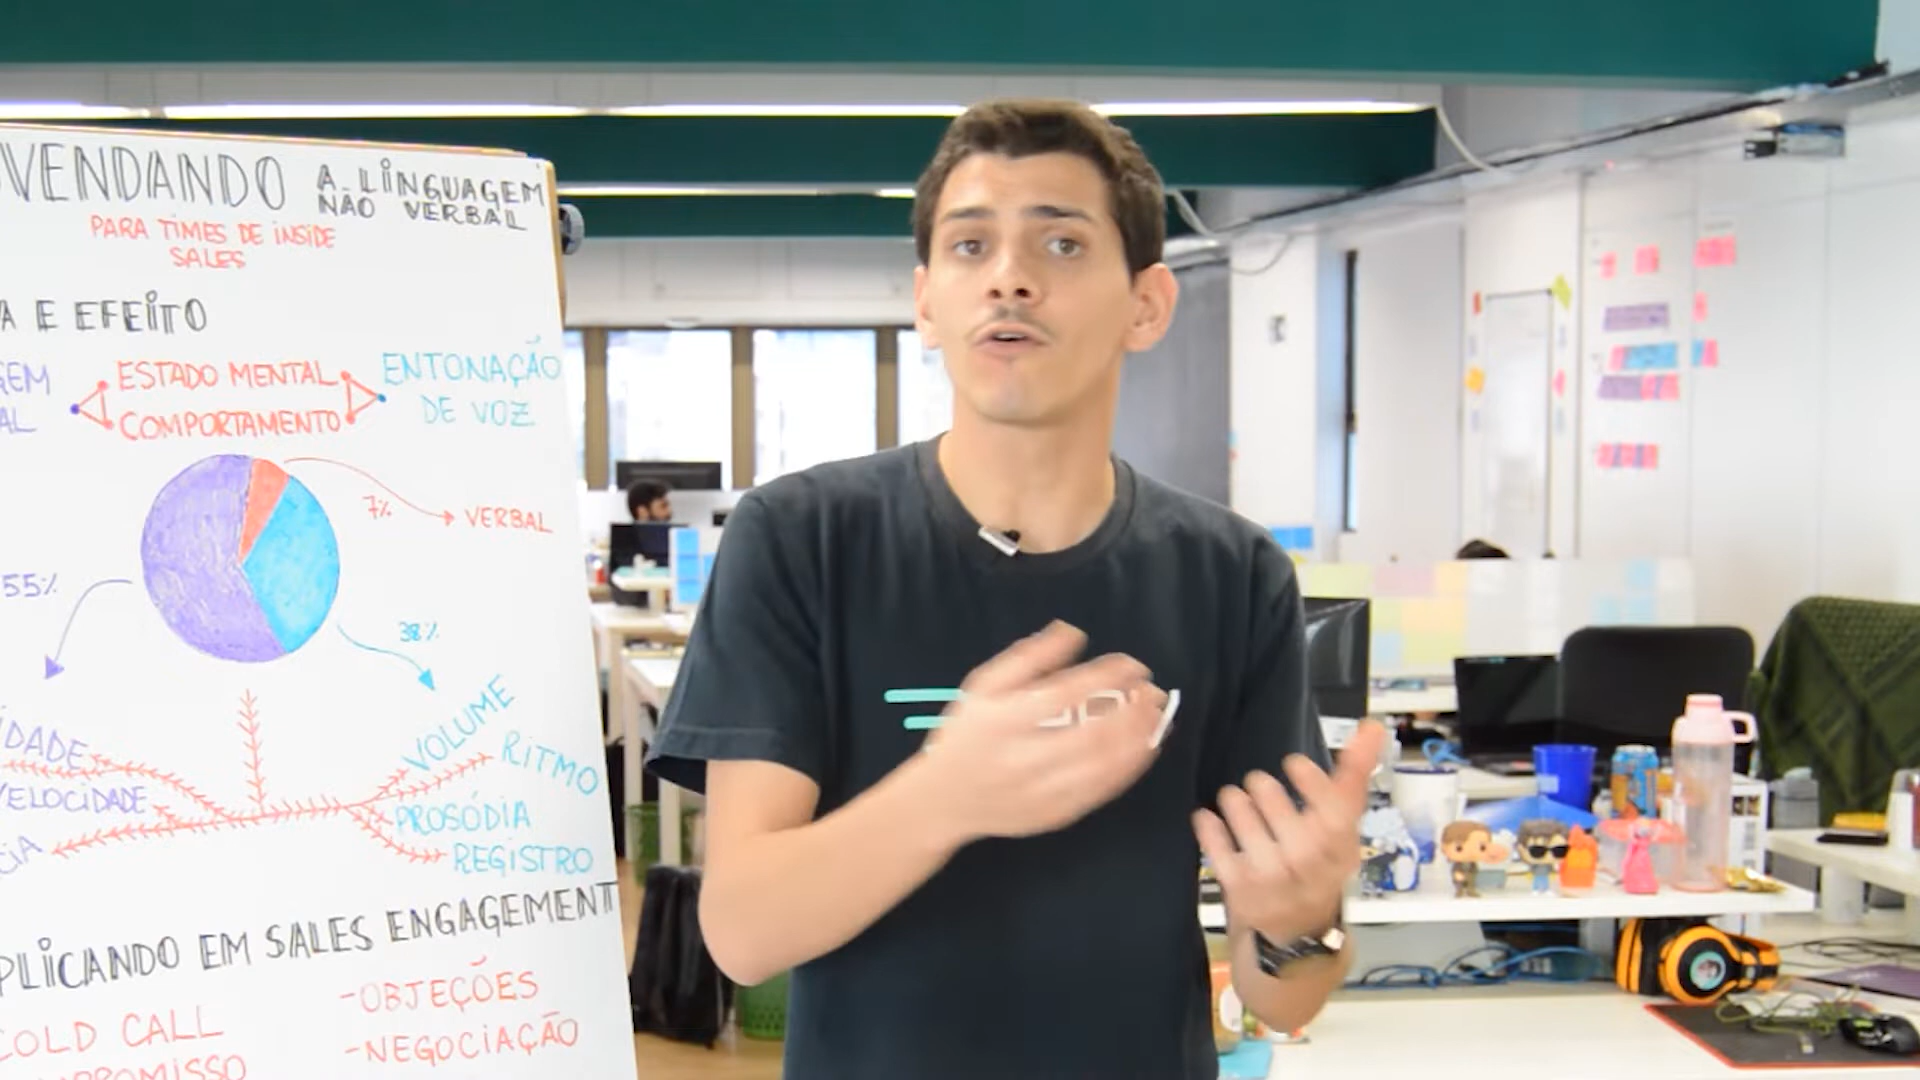 VENDANDO A LINGUAGEM
NÃO VERBAL
PARA TIMES DE INSIDE
SALES
A E EFEITO
GEM
AL
ESTADO MENTAL
COMPORTAMENTO
ENTONAÇÃO
DE VOZ
7%
VERBAL
55%
38%
IDADE
VELOCIDADE
CIA
VOLUME
RITMO
PROSÓDIA
REGISTRO
PLICANDO EM SALES ENGAGEMENT
COLD CALL
- OBJEÇÕES
- NEGOCIAÇÃO